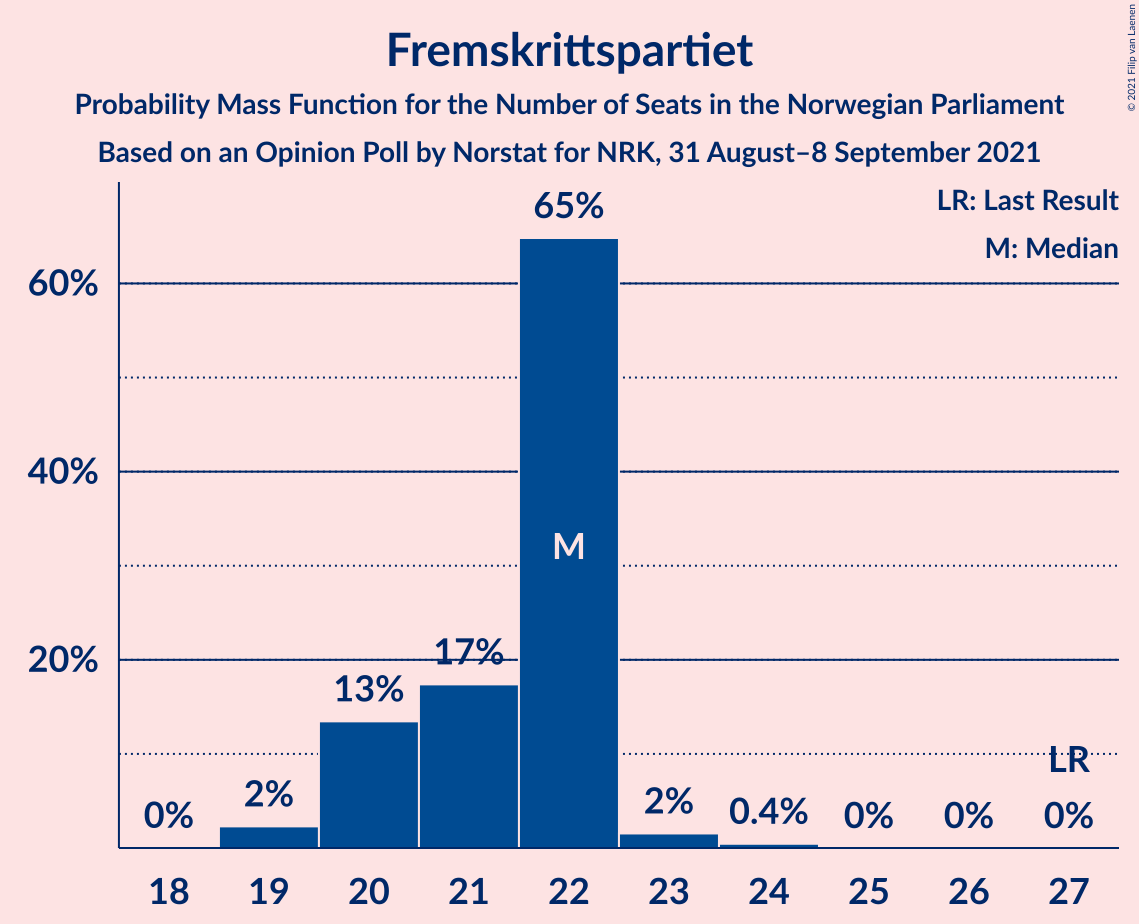 Fremskrittspartiet
Probability Mass Function for the Number of Seats in the Norwegian Parliament
Based on an Opinion Poll by Norstat for NRK, 31 August–8 September 2021
© 2021 Filip van Laenen
LR: Last Result
M: Median
60%
40%
20%
0%
2%
13%
17%
65%
M
2%
0.4%
0%
0%
LR
0%
18 19 20 21 22 23 24 25 26 27